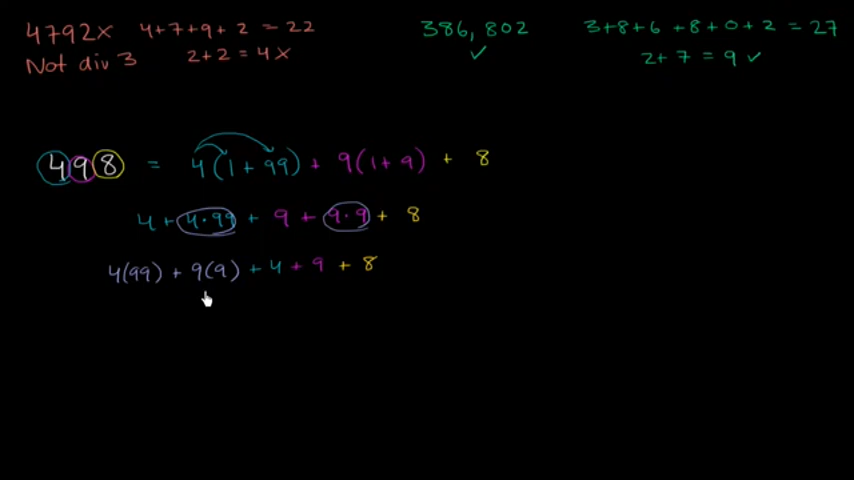 4792x 4+7+9+2 = 22
Not div 3 2+2 = 4 x
386,802
✓
3+8+6+8+0+2 = 27
2+7 = 9 ✓
498 = 4(1+99) + 9(1+9) + 8
4 + 4·99 + 9 + 9·9 + 8
4(99) + 9(9) + 4 + 9 + 8